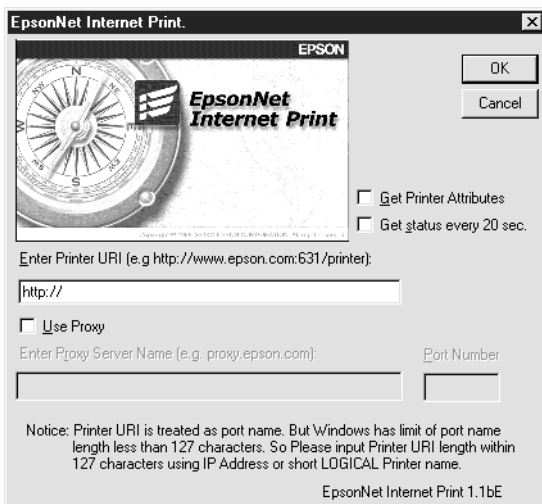 EpsonNet Internet Print.
EPSON
EpsonNet
Internet Print
N
W
S
OK
Cancel
Get Printer Attributes
Get status every 20 sec.
Enter Printer URI (e.g http://www.epson.com:631/printer):
http://
Use Proxy
Enter Proxy Server Name (e.g. proxy.epson.com):
Port Number
Notice: Printer URI is treated as port name. But Windows has limit of port name
length less than 127 characters. So Please input Printer URI length within
127 characters using IP Address or short LOGICAL Printer name.
EpsonNet Internet Print 1.1bE